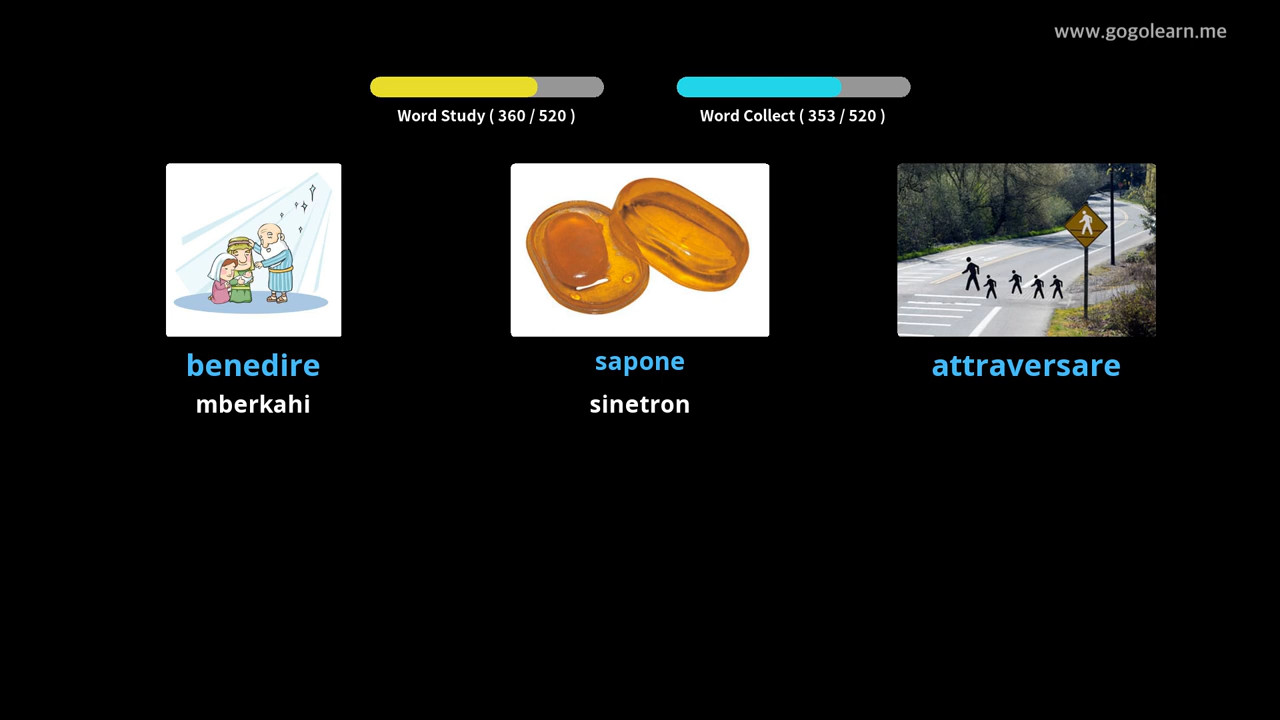 www.gogolearn.me
Word Study ( 360 / 520 )
Word Collect ( 353 / 520 )
benedire
mberkahi
sapone
sinetron
attraversare